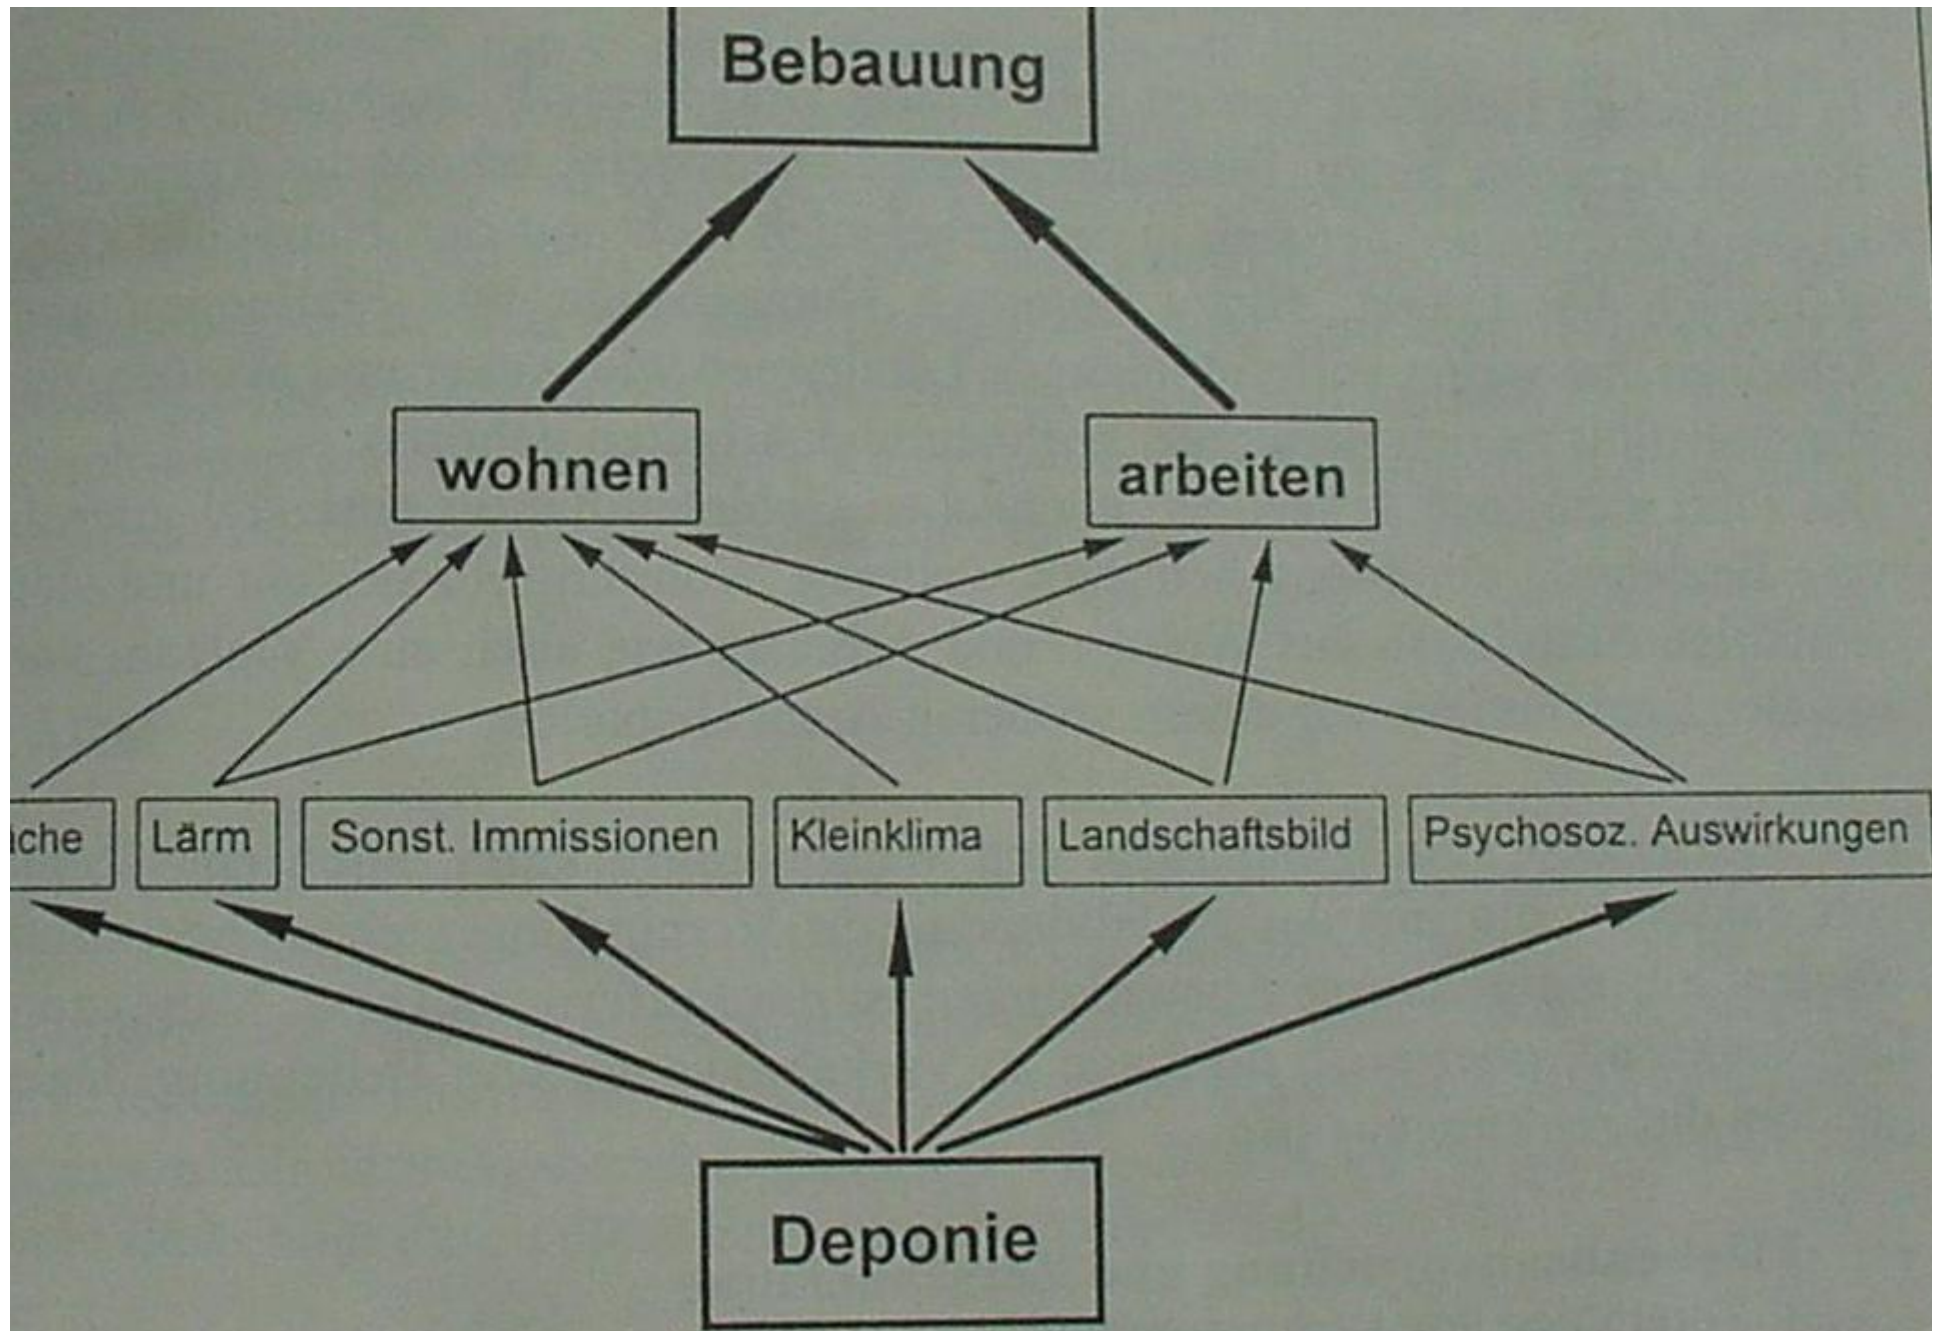 Bebauung
wohnen
arbeiten
Lärm
Sonst. Immissionen
Kleinklima
Landschaftsbild
Psychosoz. Auswirkungen
Deponie